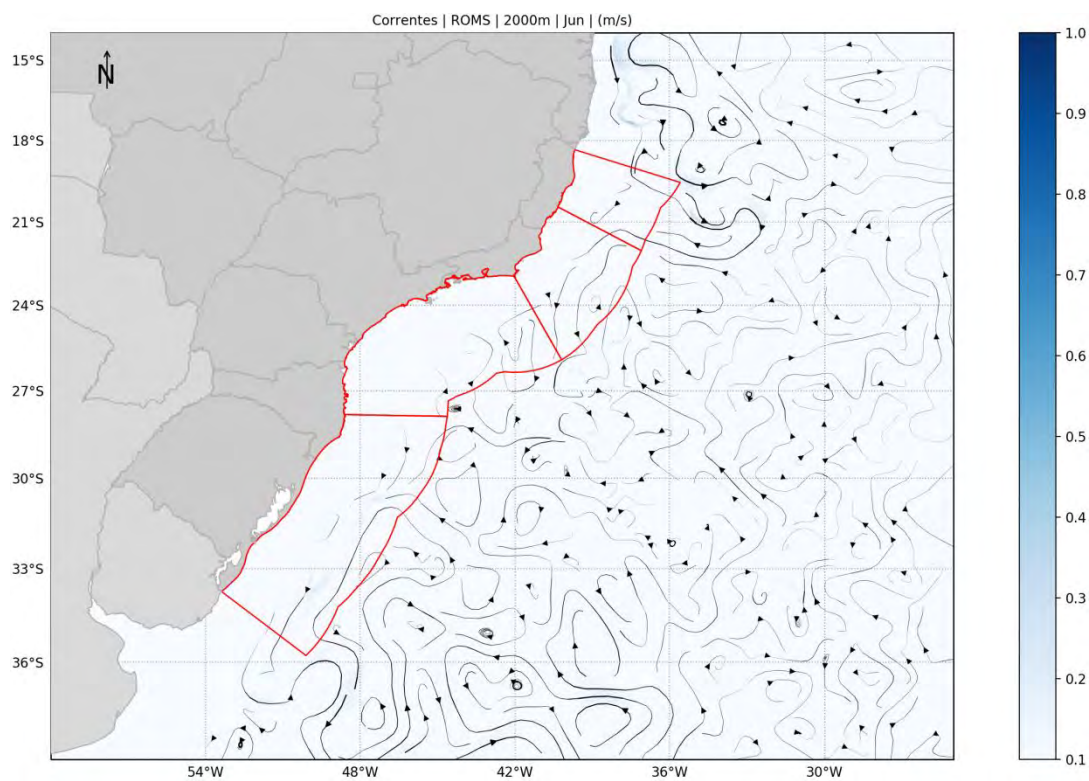 Correntes | ROMS | 2000m | Jun | (m/s)
N
15°S
18°S
21°S
24°S
27°S
30°S
33°S
36°S
54°W
48°W
42°W
36°W
30°W
1.0
0.9
0.8
0.7
0.6
0.5
0.4
0.3
0.2
0.1